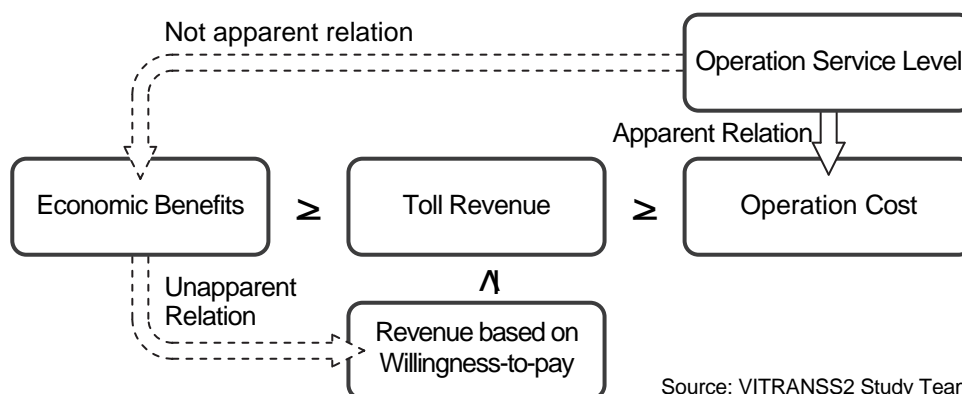 Not apparent relation
Operation Service Level
Apparent Relation
Economic Benefits
≥
Toll Revenue
≥
Operation Cost
Unapparent
Relation
Revenue based on
Willingness-to-pay
Source: VITRANSS2 Study Team